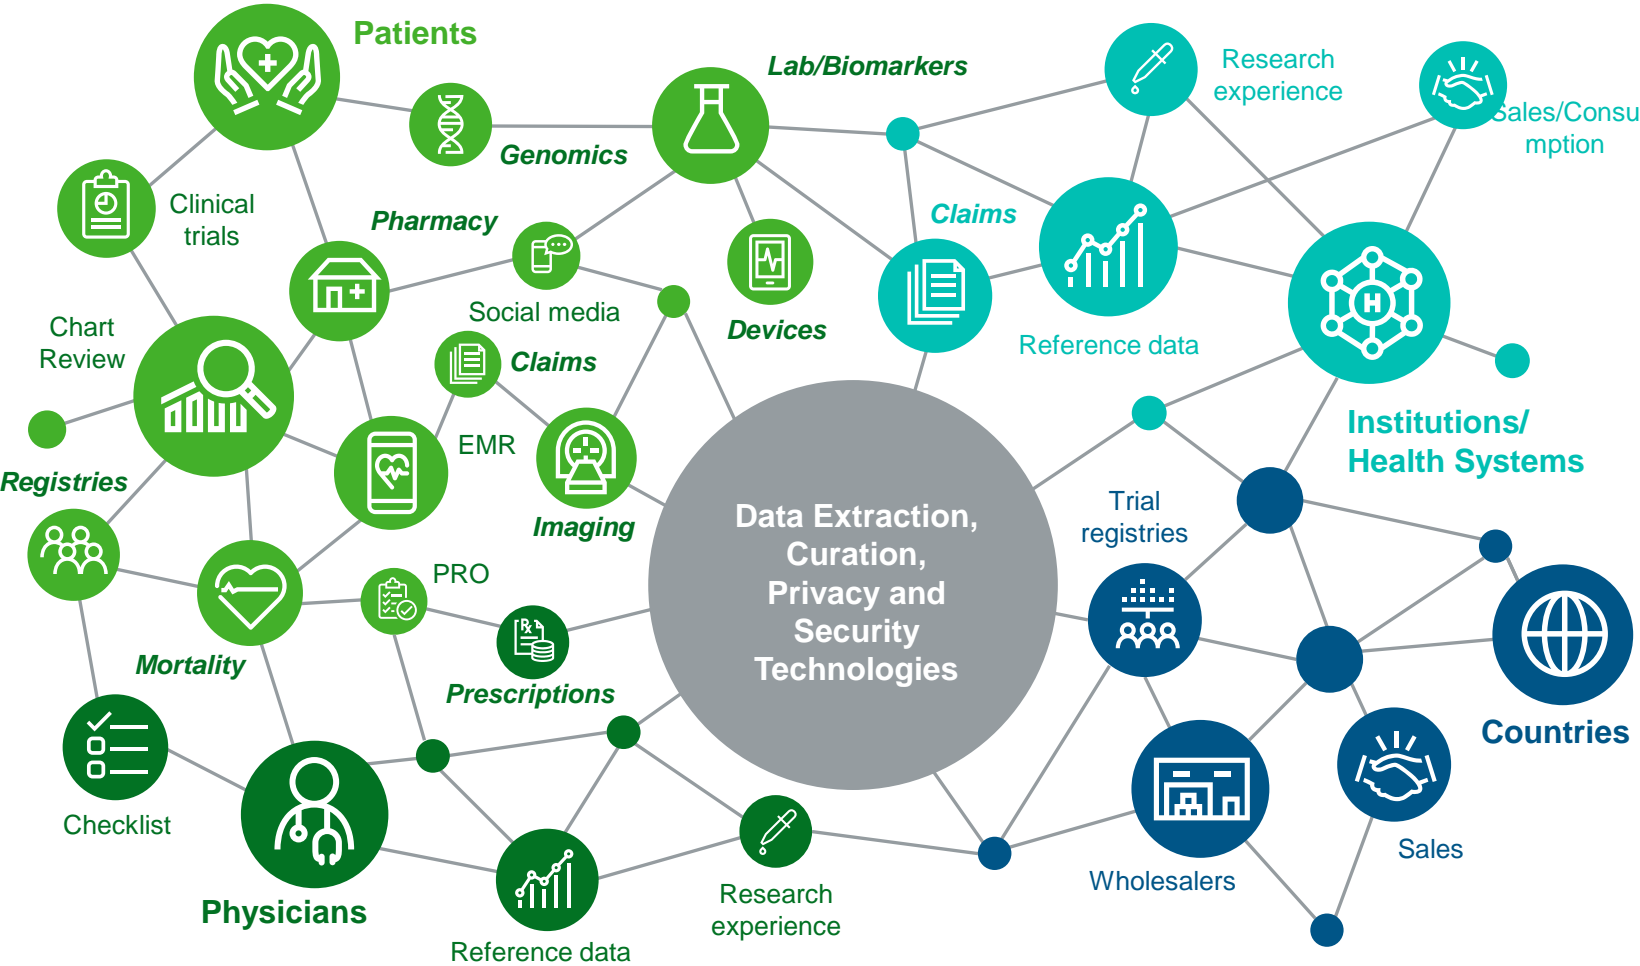 Patients
Lab/Biomarkers
Research
experience
Sales/Consu
mption
Genomics
Clinical
trials
Pharmacy
Claims
Social media
Devices
Reference data
Chart
Review
Claims
EMR
Institutions/
Health Systems
Registries
Imaging
Data Extraction,
Curation,
Privacy and
Security
Technologies
Trial
registries
PRO
Mortality
Prescriptions
Countries
Checklist
Physicians
Reference data
Research
experience
Wholesalers
Sales
H
Rx